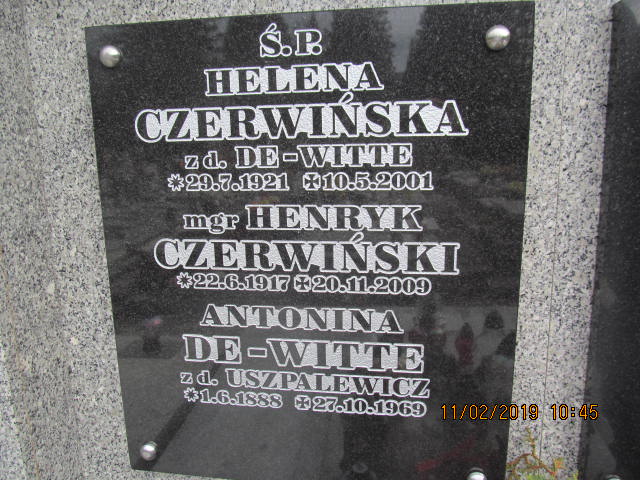 Ś. P.
HELENA
CZERWIŃSKA
z d. DE-WITTE
*29.7.1921 ✠10.5.2001
mgr HENRYK
CZERWIŃSKI
*22.6.1917 ✠20.11.2009
ANTONINA
DE-WITTE
z d. USZPALEWICZ
*1.6.1888 ✠27.10.1969
11/02/2019 10:45